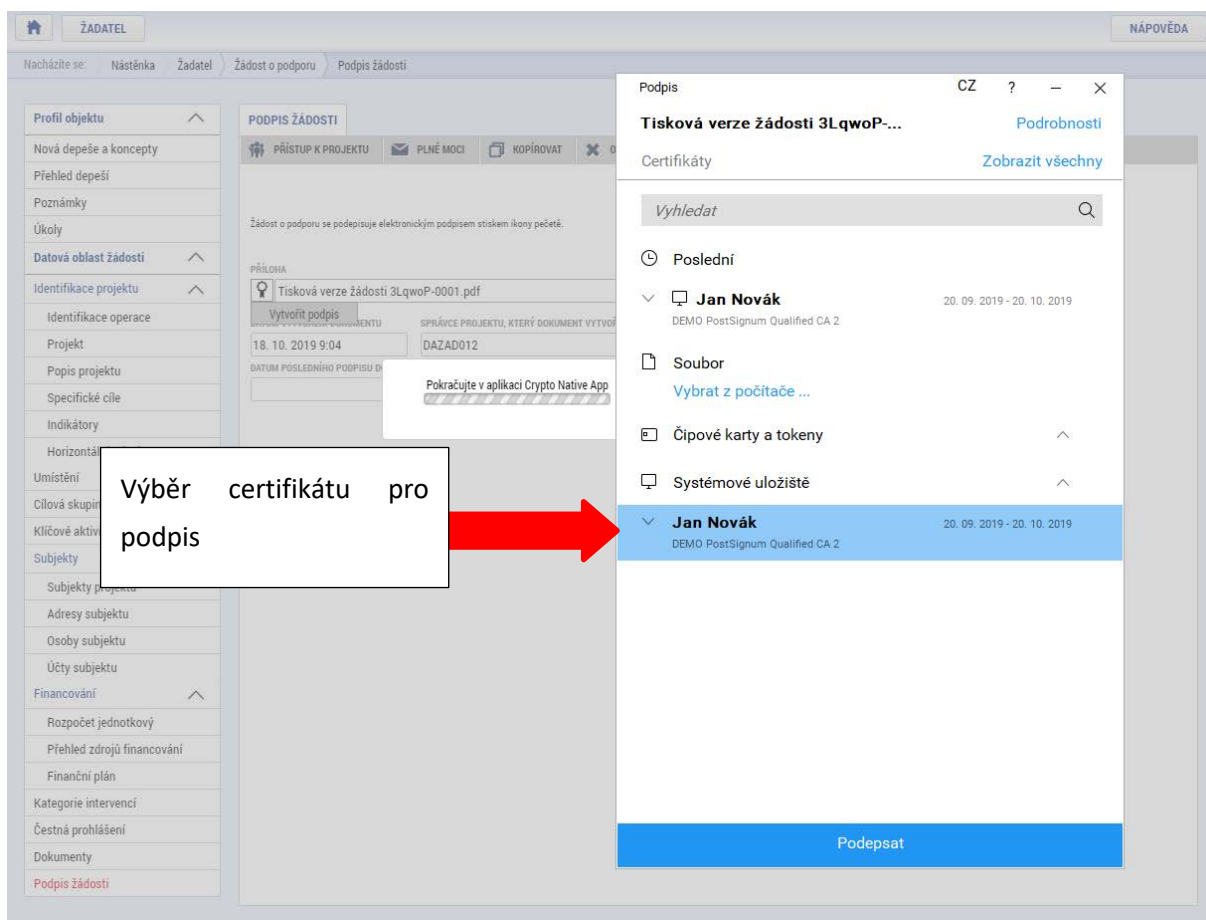 ŽADATEL
NÁPOVĚDA
Nacházíte se: Nástěnka Žadatel Žádost o podporu Podpis žádosti
Profil objektu
Nová depeše a koncepty
Přehled depeší
Poznámky
Úkoly
Datová oblast žádosti
Identifikace projektu
Identifikace operace
Projekt
Popis projektu
Specifické cíle
Indikátory
Umístění
Subjekty
Adresy subjektu
Osoby subjektu
Účty subjektu
Financování
Rozpočet jednotkový
Přehled zdrojů financování
Finanční plán
Kategorie intervencí
Čestná prohlášení
Dokumenty
Podpis žádosti
PODPIS ŽÁDOSTI
PŘÍSTUP K PROJEKTU PLNÉ MOCI KOPÍROVAT
Žádost o podporu se podepisuje elektronickým podpisem stiskem ikony pečetě.
PŘÍLOHA
Tisková verze žádosti 3LqwoP-0001.pdf
Vytvořit podpis
SPRÁVCE PROJEKTU, KTERÝ DOKUMENT
18. 10. 2019 9:04 DAZAD012
DATUM POSLEDNÍHO PODPISU
Pokračujte v aplikaci Crypto Native App
Výběr certifikátu pro
podpis
Podpis CZ ? – ×
Tisková verze žádosti 3LqwoP-... Podrobnosti
Certifikáty Zobrazit všechny
Vyhledat
Poslední
Jan Novák 20. 09. 2019 - 20. 10. 2019
DEMO PostSignum Qualified CA 2
Soubor
Vybrat z počítače ...
Čipové karty a tokeny
Systémové uložiště
Jan Novák 20. 09. 2019 - 20. 10. 2019
DEMO PostSignum Qualified CA 2
Podepsat